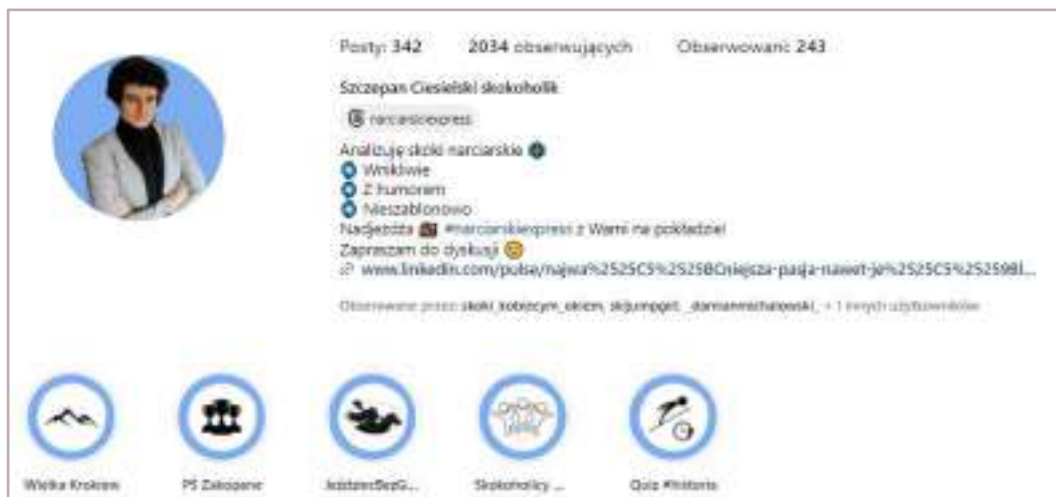 Posty: 342 2034 obserwujących Obserwowani: 243
Szczepan Ciesielski skokoholik
narciarskiexpress
Analizuję skoki narciarskie
Wnikliwie
Z humorem
Nieszablonowo
Nadjeżdża #narciarskiexpress z Wami na pokładzie!
Zapraszam do dyskusji
www.linkedin.com/pulse/najwa%2525C5%2525BCniejsza-pasja-nawet-je%2525C5%25259Bl...
Obserwowane przez: skoki_kobiecym_okiem, skijumpgirl, _damianmichalowski_ + 1 innych użytkowników
Wielka Krokiew PŚ Zakopane JeździecBezG... Skokoholicy ... Quiz #historia